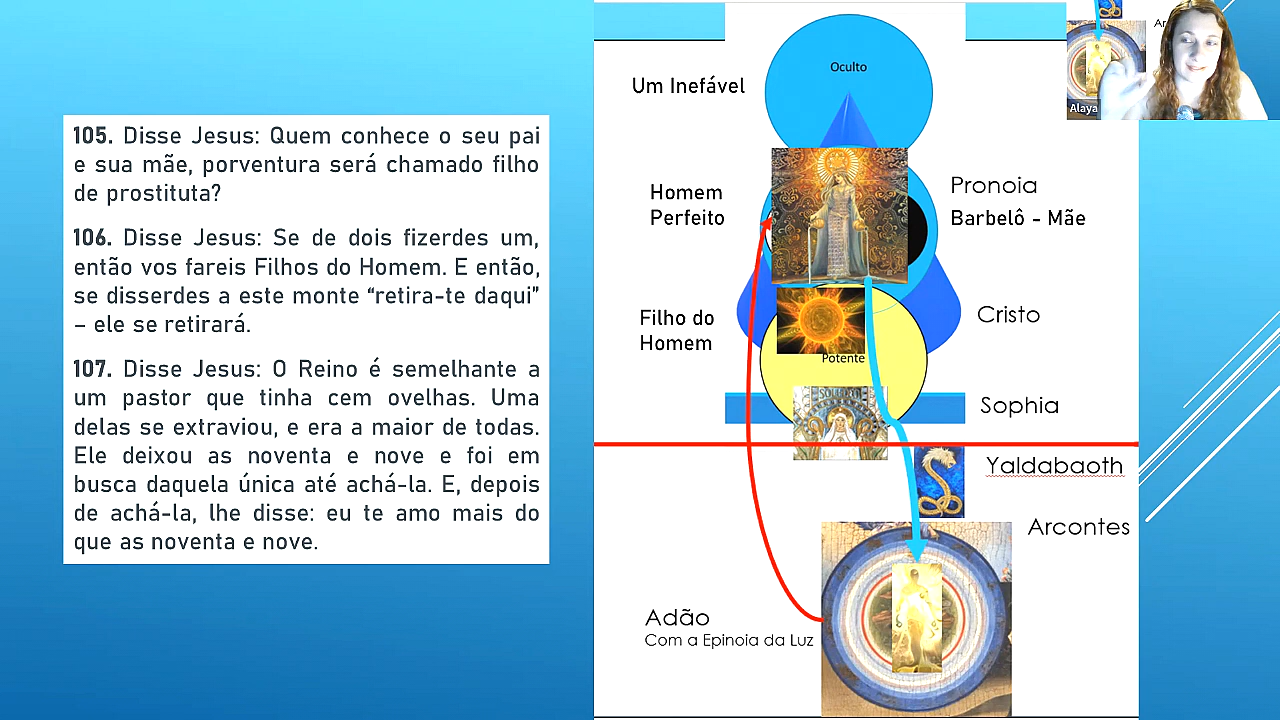 105. Disse Jesus: Quem conhece o seu pai
e sua mãe, porventura será chamado filho
de prostituta?
106. Disse Jesus: Se de dois fizerdes um,
então vos fareis Filhos do Homem. E então,
se disserdes a este monte “retira-te daqui”
– ele se retirará.
107. Disse Jesus: O Reino é semelhante a
um pastor que tinha cem ovelhas. Uma
delas se extraviou, e era a maior de todas.
Ele deixou as noventa e nove e foi em
busca daquela única até achá-la. E, depois
de achá-la, lhe disse: eu te amo mais do
que as noventa e nove.
Oculto
Um Inefável
Homem
Perfeito
Pronoia
Barbelô - Mãe
Filho do
Homem
Cristo
Potente
Sophia
Yaldabaoth
Arcontes
Adão
Com a Epinoia da Luz
Ar
Alaya